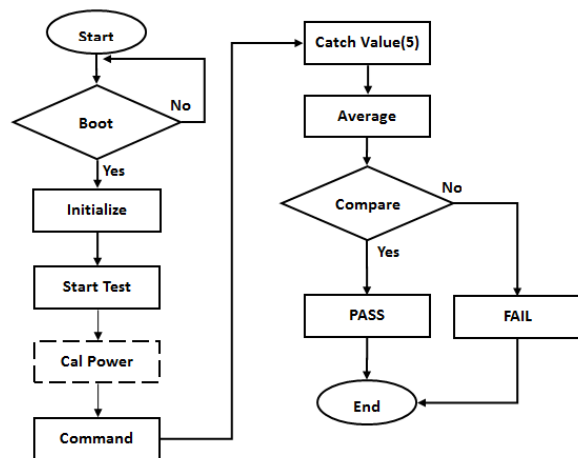 Start
Boot
No
Yes
Initialize
Start Test
Cal Power
Command
Catch Value(5)
Average
Compare
No
Yes
PASS
FAIL
End